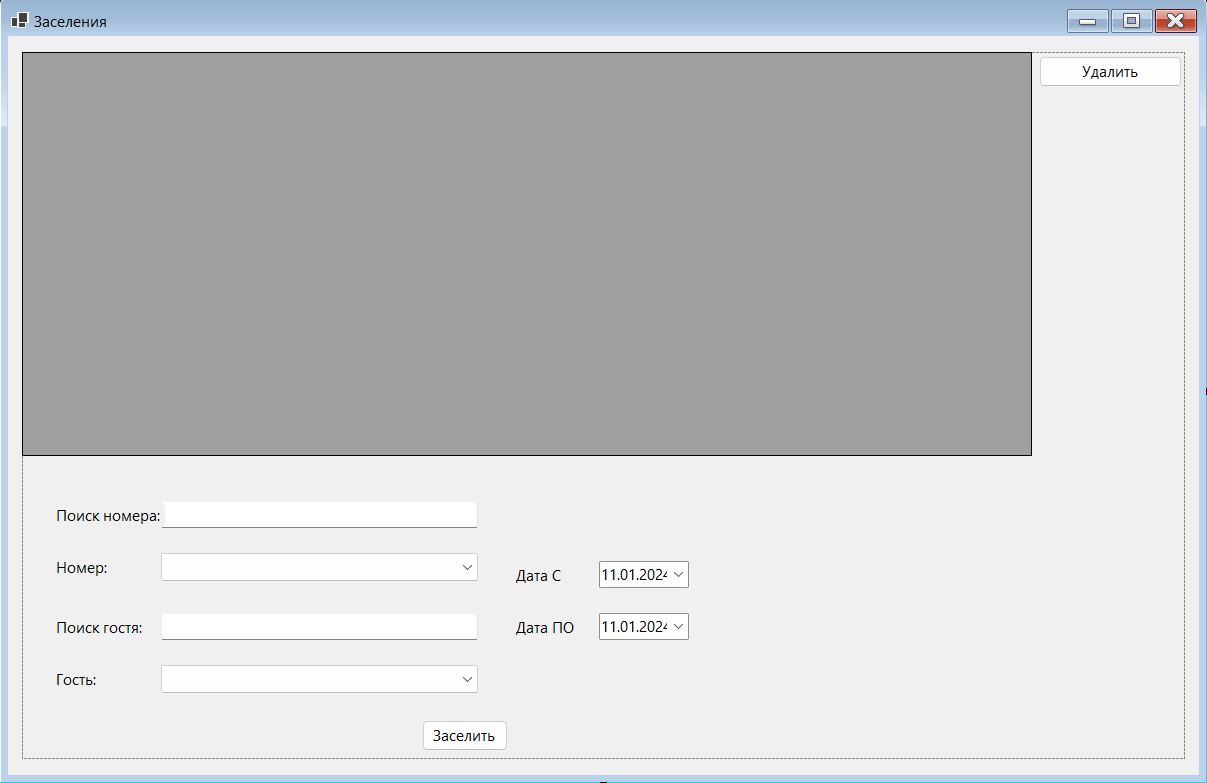 Заселения
Удалить
Поиск номера:
Номер:
Дата С 11.01.2024
Поиск гостя:
Дата ПО 11.01.2024
Гость:
Заселить